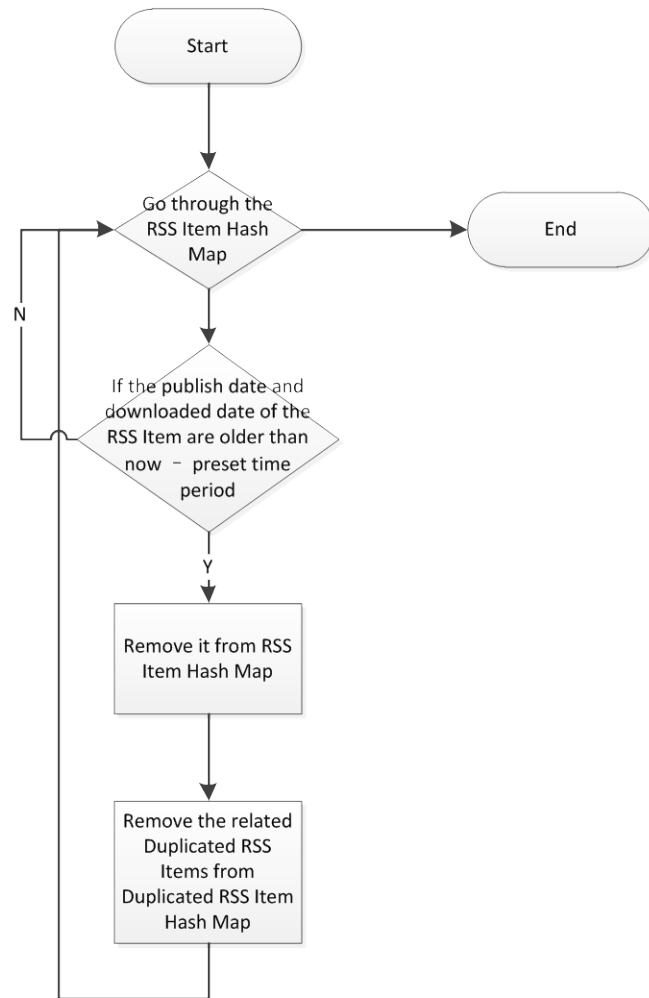 Start
Go through the
RSS Item Hash
Map
End
N
If the publish date and
downloaded date of the
RSS Item are older than
now – preset time
period
Y
Remove it from RSS
Item Hash Map
Remove the related
Duplicated RSS
Items from
Duplicated RSS Item
Hash Map